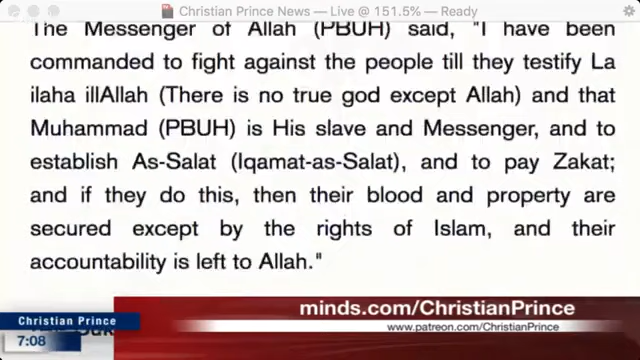 Christian Prince News — Live @ 151.5% — Ready
The Messenger of Allah (PBUH) said, "I have been
commanded to fight against the people till they testify La
ilaha illAllah (There is no true god except Allah) and that
Muhammad (PBUH) is His slave and Messenger, and to
establish As-Salat (Iqamat-as-Salat), and to pay Zakat;
and if they do this, then their blood and property are
secured except by the rights of Islam, and their
accountability is left to Allah."
minds.com/ChristianPrince
Christian Prince
www.patreon.com/ChristianPrince
7:08